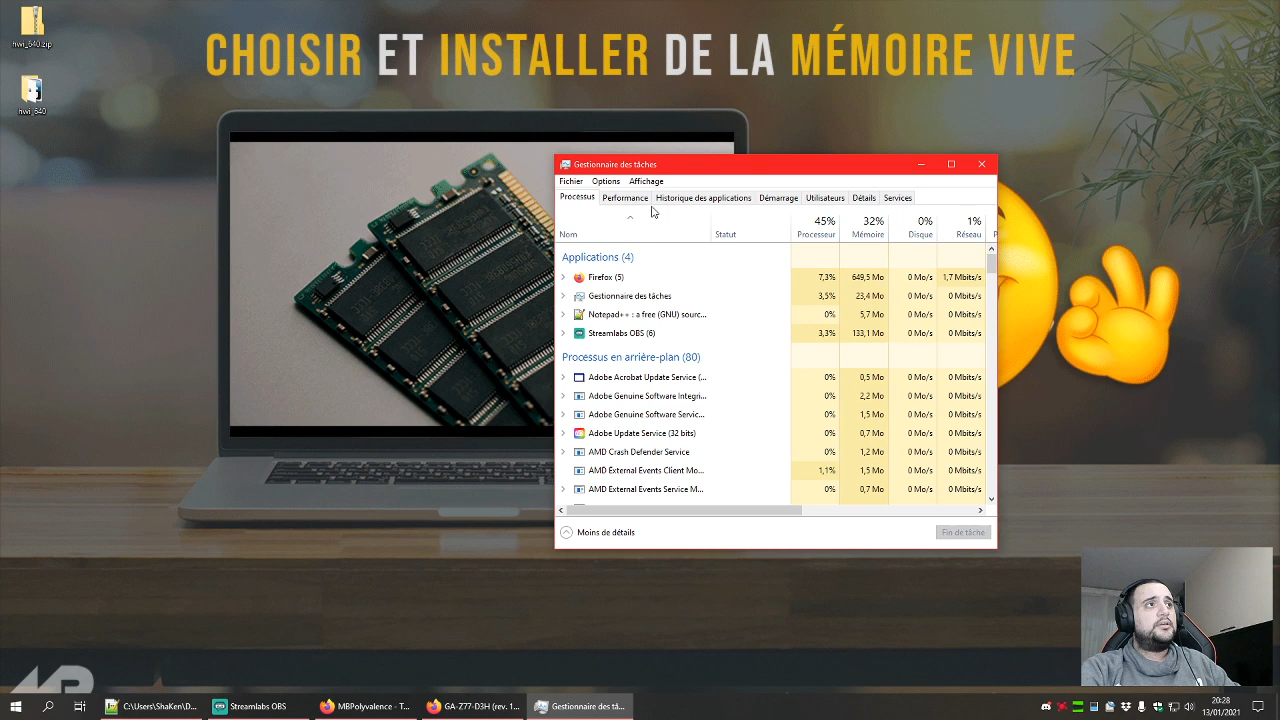 hwi_640.zip
hwi_640
CHOISIR ET INSTALLER DE LA MÉMOIRE VIVE
Gestionnaire des tâches
Fichier Options Affichage
Processus Performance Historique des applications Démarrage Utilisateurs Détails Services
45% 32% 0% 1%
Nom Statut Processeur Mémoire Disque Réseau P
Applications (4)
Firefox (5) 7,3% 649,5 Mo 0 Mo/s 1,7 Mbits/s
Gestionnaire des tâches 3,5% 23,4 Mo 0 Mo/s 0 Mbits/s
Notepad++ : a free (GNU) sourc... 0% 5,7 Mo 0 Mo/s 0 Mbits/s
Streamlabs OBS (6) 3,3% 133,1 Mo 0 Mo/s 0 Mbits/s
Processus en arrière-plan (80)
Adobe Acrobat Update Service (... 0% 0,5 Mo 0 Mo/s 0 Mbits/s
Adobe Genuine Software Integri... 0% 2,2 Mo 0 Mo/s 0 Mbits/s
Adobe Genuine Software Servic... 0% 1,5 Mo 0 Mo/s 0 Mbits/s
Adobe Update Service (32 bits) 0% 0,7 Mo 0 Mo/s 0 Mbits/s
AMD Crash Defender Service 0% 1,2 Mo 0 Mo/s 0 Mbits/s
AMD External Events Client Mo... 1,1% 1,5 Mo 0 Mo/s 0 Mbits/s
AMD External Events Service M... 0% 0,7 Mo 0 Mo/s 0 Mbits/s
Moins de détails Fin de tâche
C:\Users\ShaKen\D... Streamlabs OBS MBPolyvalence - T... GA-Z77-D3H (rev. 1... Gestionnaire des tâ...
20:28
13/01/2021